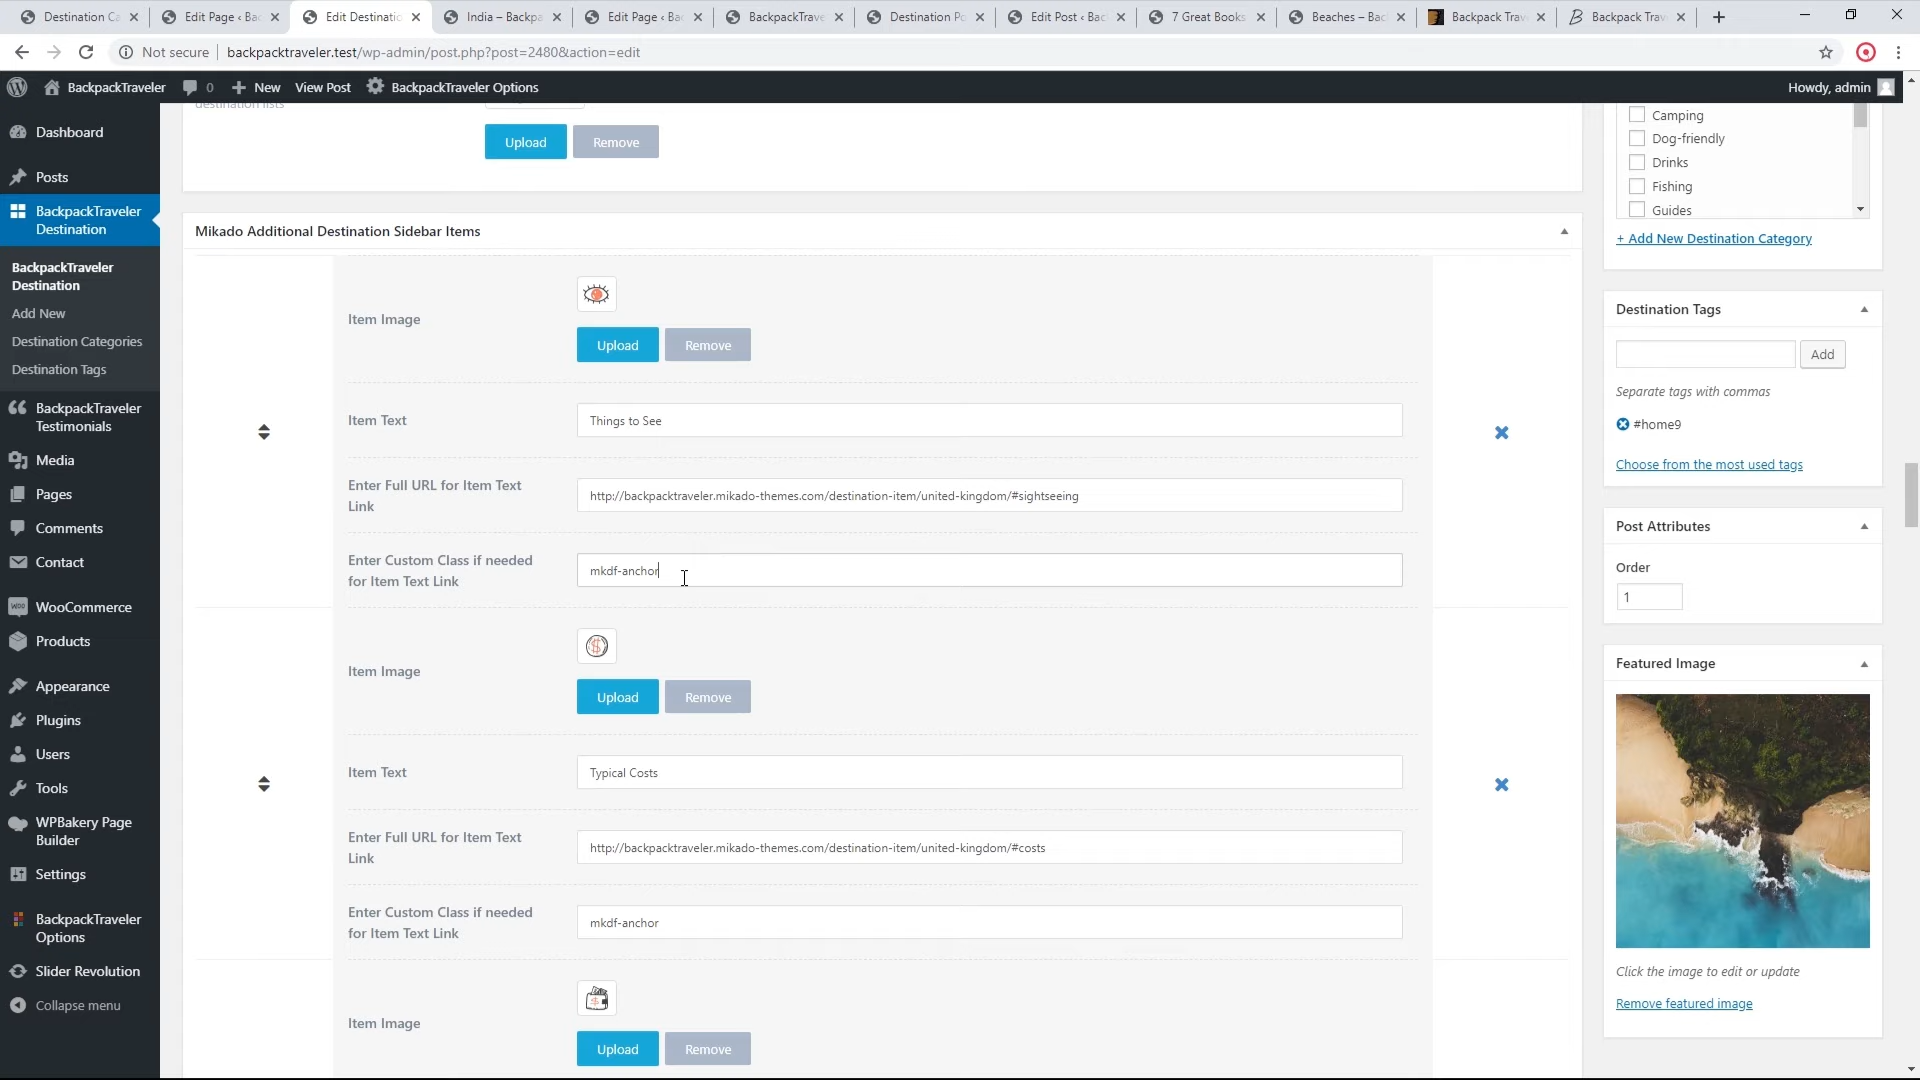 Destination Ca
Edit Page ‹ Bac
Edit Destinatio
India – Backpa
Edit Page ‹ Bac
BackpackTrave
Destination Po
Edit Post ‹ Bac
7 Great Books
Beaches – Bac
Backpack Trav
Backpack Trav
Not secure
backpacktraveler.test/wp-admin/post.php?post=2480&action=edit
BackpackTraveler
0
New
View Post
BackpackTraveler Options
Howdy, admin
Dashboard
Posts
BackpackTraveler
Destination
BackpackTraveler
Destination
Add New
Destination Categories
Destination Tags
BackpackTraveler
Testimonials
Media
Pages
Comments
Contact
WooCommerce
Products
Appearance
Plugins
Users
Tools
WPBakery Page
Builder
Settings
BackpackTraveler
Options
Slider Revolution
Collapse menu
destination lists
Upload
Remove
Mikado Additional Destination Sidebar Items
Item Image
Upload
Remove
Item Text
Things to See
Enter Full URL for Item Text
Link
http://backpacktraveler.mikado-themes.com/destination-item/united-kingdom/#sightseeing
Enter Custom Class if needed
for Item Text Link
mkdf-anchor
Item Image
Upload
Remove
Item Text
Typical Costs
Enter Full URL for Item Text
Link
http://backpacktraveler.mikado-themes.com/destination-item/united-kingdom/#costs
Enter Custom Class if needed
for Item Text Link
mkdf-anchor
Item Image
Upload
Remove
Camping
Dog-friendly
Drinks
Fishing
Guides
+ Add New Destination Category
Destination Tags
Add
Separate tags with commas
#home9
Choose from the most used tags
Post Attributes
Order
1
Featured Image
Click the image to edit or update
Remove featured image